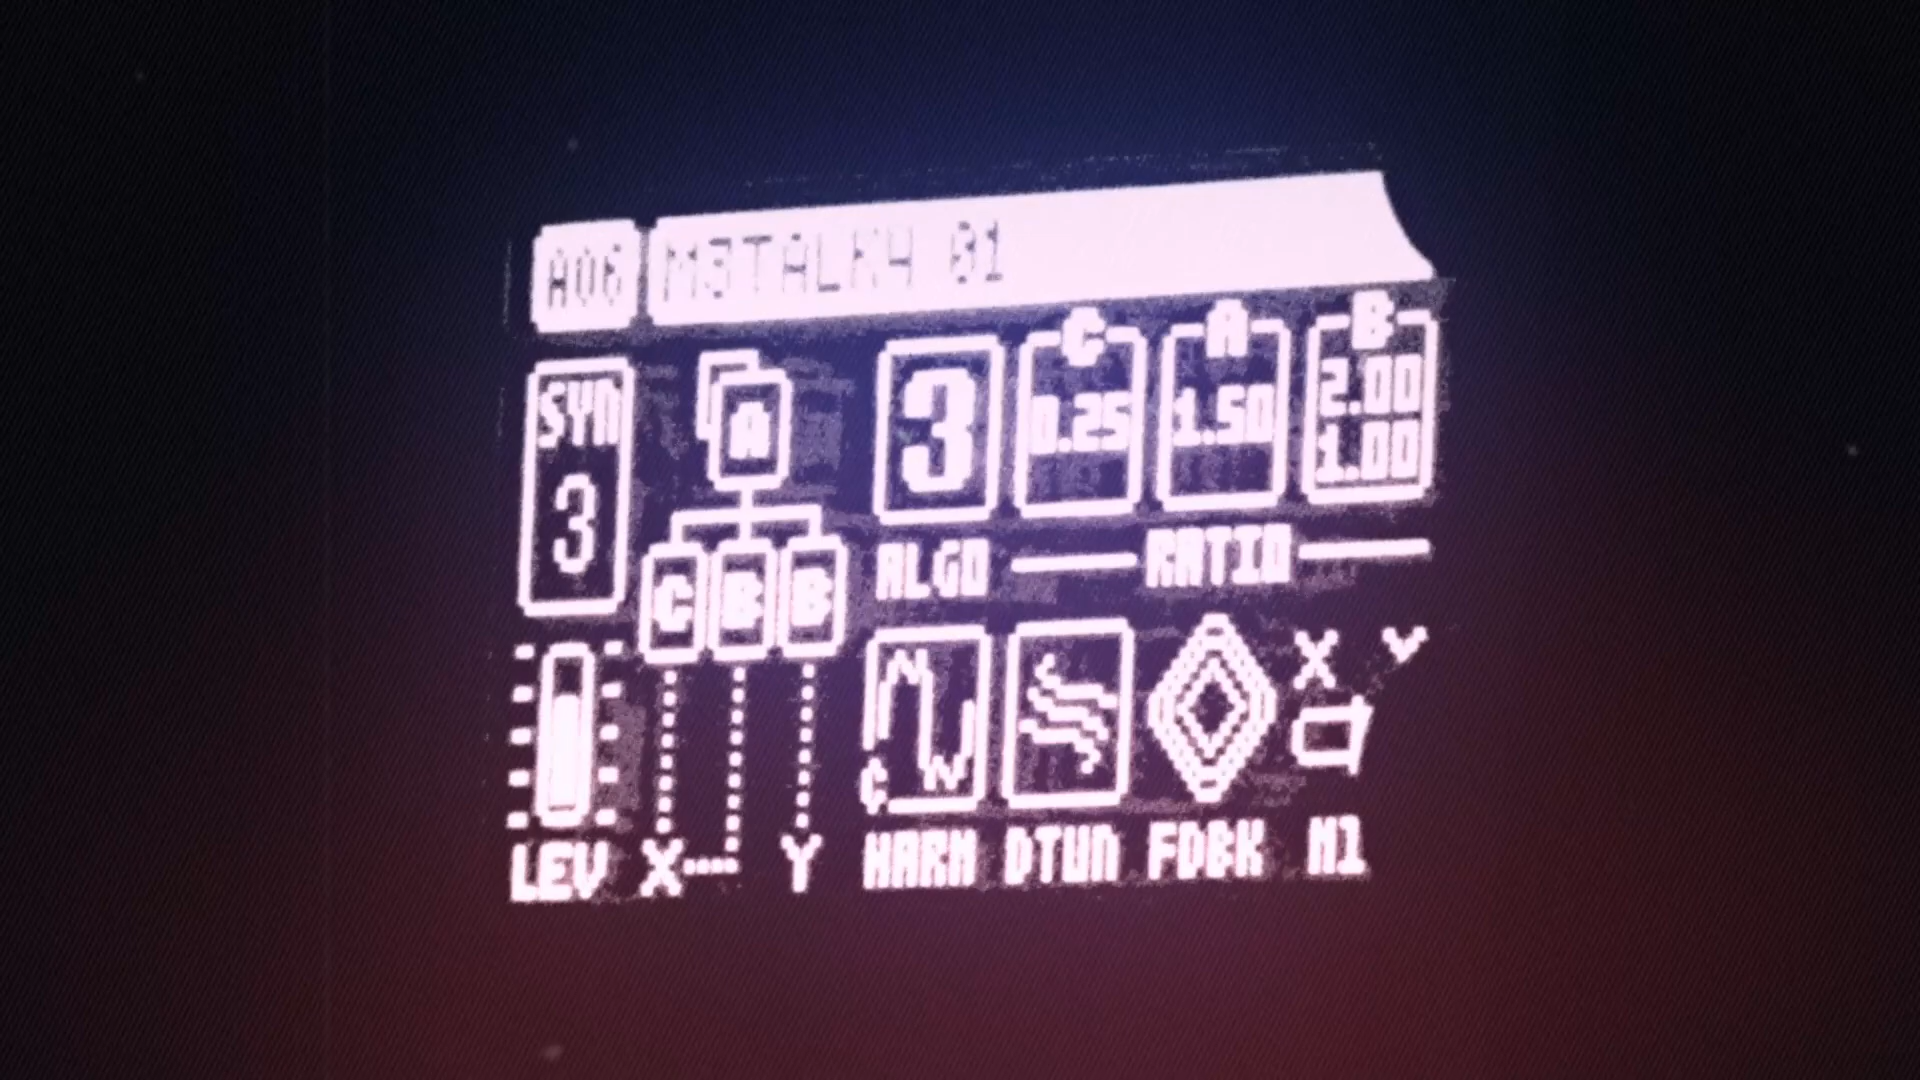 A06 M3TALK4 01
SYN
3
A
C B B
3
C
0.25
A
1.50
B
2.00
1.00
ALGO RATIO
C
X Y
LEV X Y HARM DTUN FDBK M1